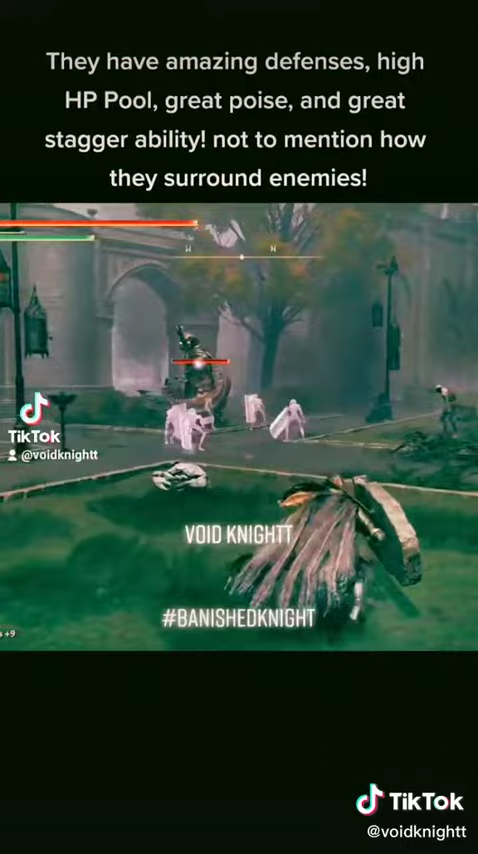 They have amazing defenses, high
HP Pool, great poise, and great
stagger ability! not to mention how
they surround enemies!
W N
TikTok
@voidknightt
VOID KNIGHTT
#BANISHEDKNIGHT
s +9
TikTok
@voidknightt